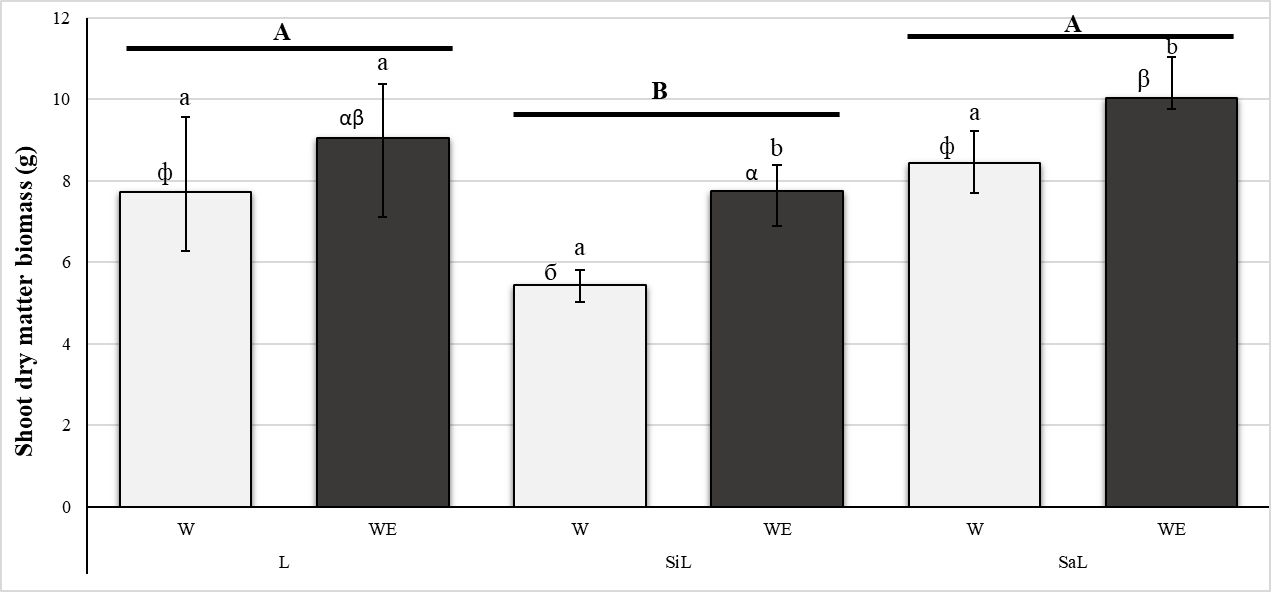 Shoot dry matter biomass (g)
12
10
8
6
4
2
0
A
a
ф
a
αβ
B
a
б
b
α
A
a
ф
b
β
W
WE
W
WE
W
WE
L
SiL
SaL